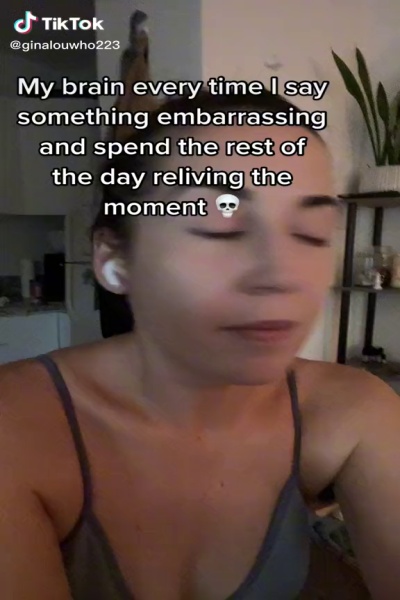 TikTok
@ginalouwho223
My brain every time I say
something embarrassing
and spend the rest of
the day reliving the
moment 💀